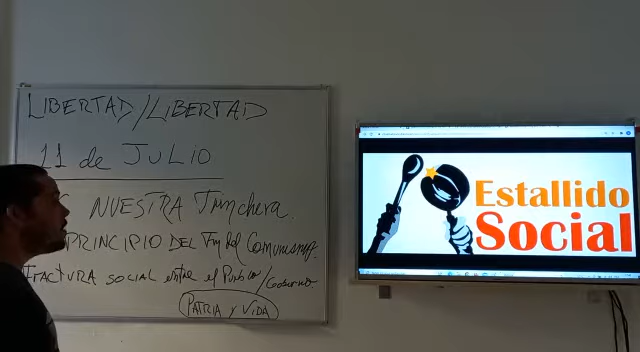 LIBERTAD/LIBERTAD
11 de JULIO
NUESTRA Trinchera.
PRINCIPIO DEL Fin del Comunismo.
FRACTURA SOCIAL entre el Pueblo/Gobierno.
PATRIA y VIDA
Estallido
Social